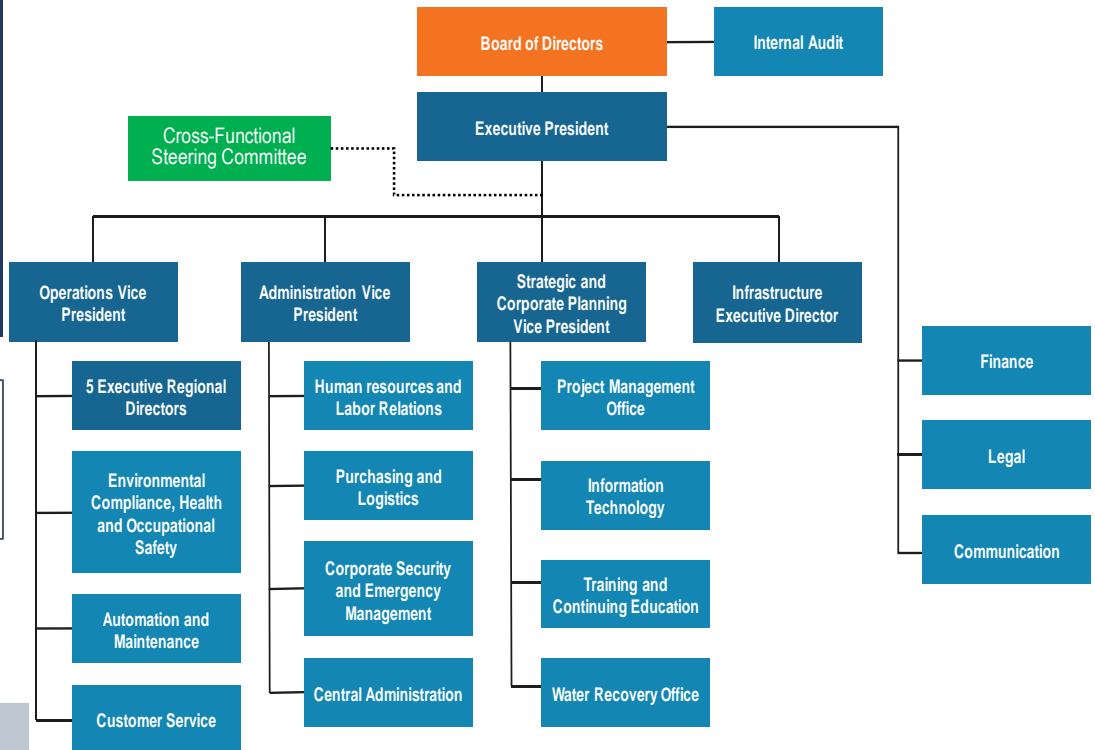 Board of Directors
Internal Audit
Executive President
Cross-Functional
Steering Committee
Operations Vice
President
Administration Vice
President
Strategic and
Corporate Planning
Vice President
Infrastructure
Executive Director
5 Executive Regional
Directors
Environmental
Compliance, Health
and Occupational
Safety
Automation and
Maintenance
Customer Service
Human resources and
Labor Relations
Purchasing and
Logistics
Corporate Security
and Emergency
Management
Central Administration
Project Management
Office
Information
Technology
Training and
Continuing Education
Water Recovery Office
Finance
Legal
Communication